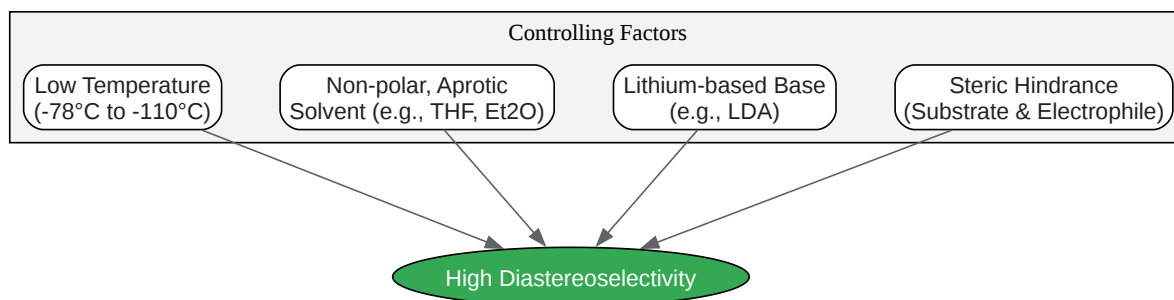 Controlling Factors
Low Temperature
(-78°C to -110°C)
Non-polar, Aprotic
Solvent (e.g., THF, Et2O)
Lithium-based Base
(e.g., LDA)
Steric Hindrance
(Substrate & Electrophile)
High Diastereoselectivity